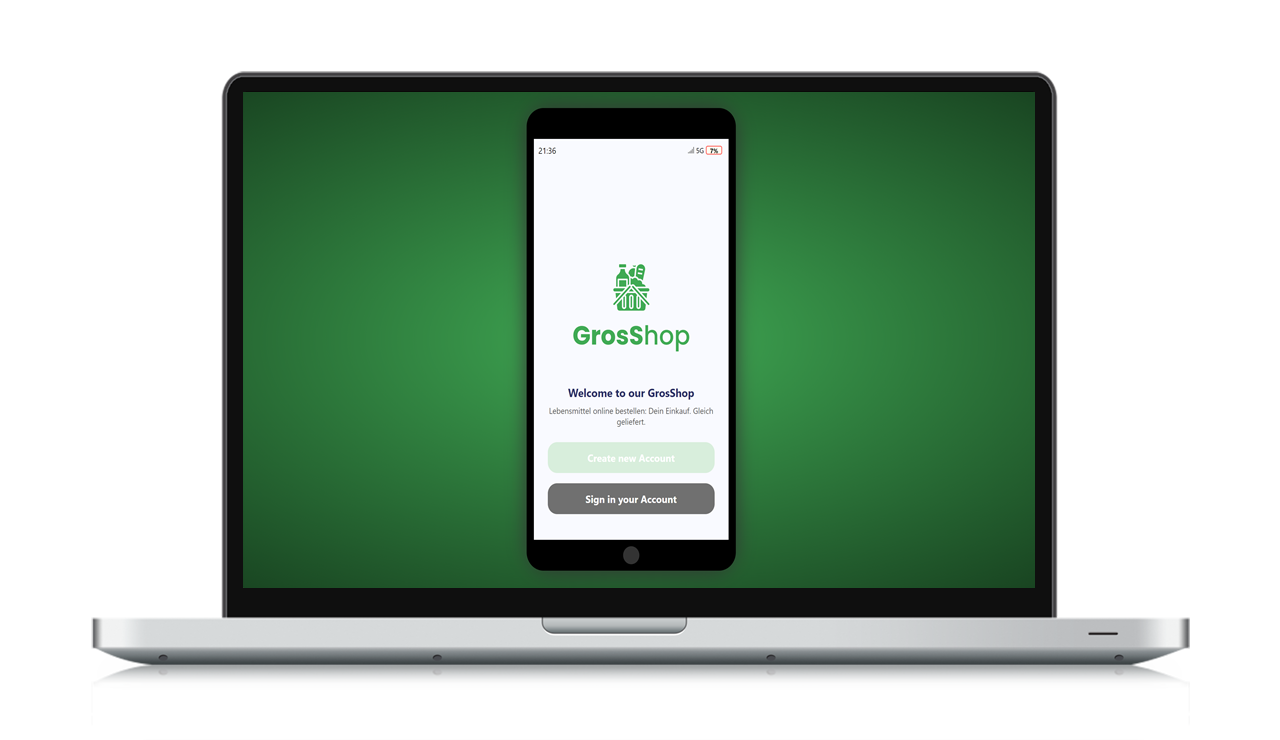 21:36 5G 7%
GrosShop
Welcome to our GrosShop
Lebensmittel online bestellen: Dein Einkauf. Gleich
geliefert.
Create new Account
Sign in your Account